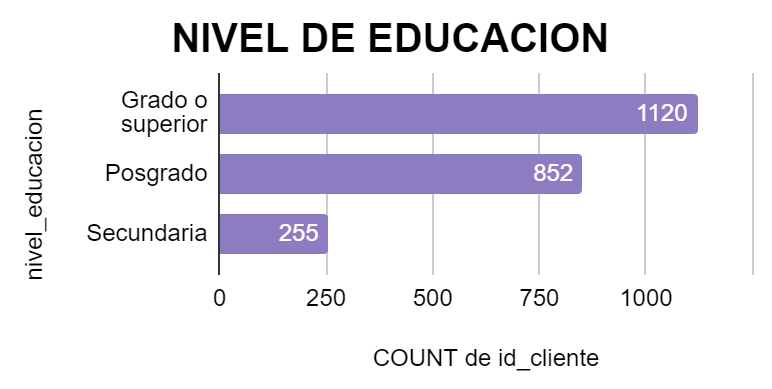 NIVEL DE EDUCACION
nivel_educacion
Grado o
superior
1120
Posgrado
852
Secundaria
255
0 250 500 750 1000
COUNT de id_cliente